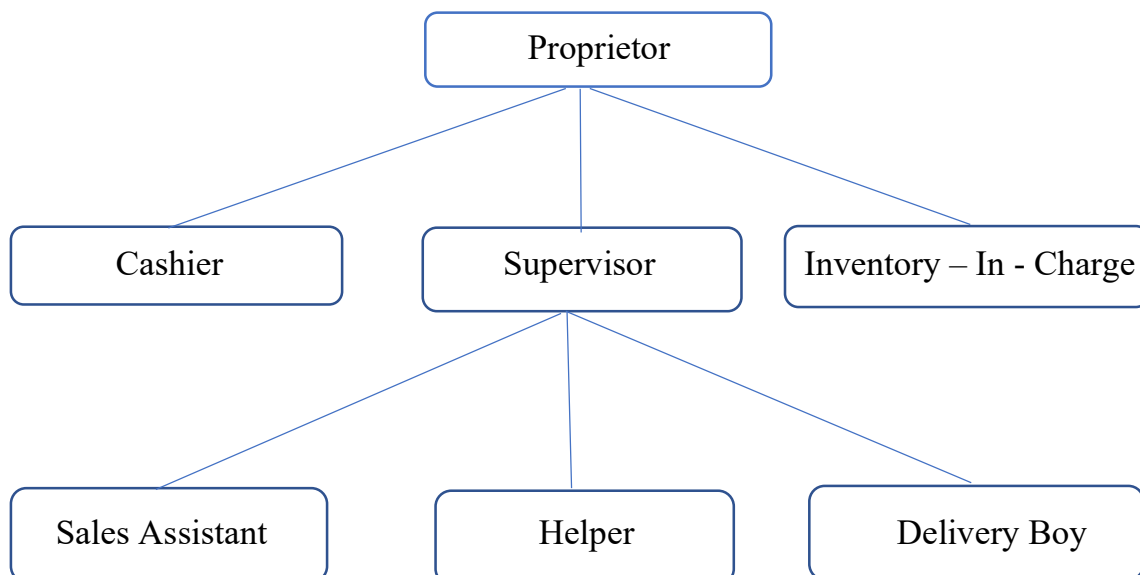 Proprietor
Cashier
Supervisor
Inventory – In - Charge
Sales Assistant
Helper
Delivery Boy